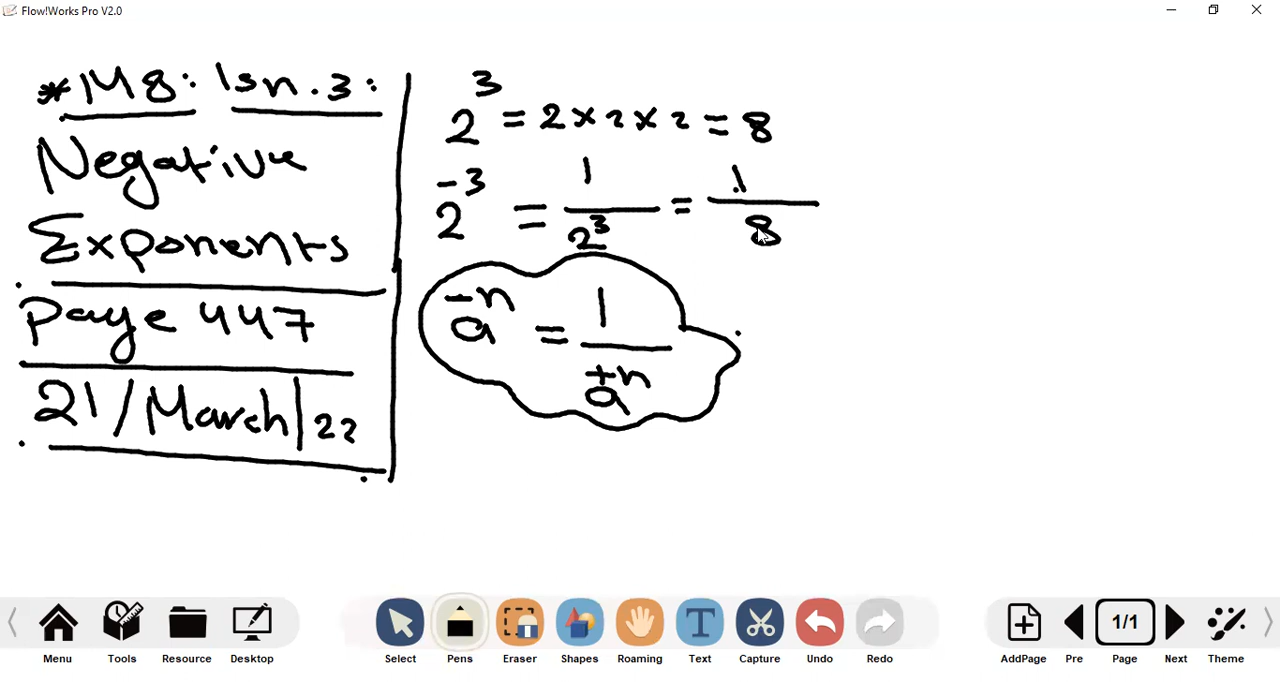 Flow!Works Pro V2.0
*M8: lsn.3:
Negative
Exponents
Page 447
21/March/22
2³ = 2×2×2 = 8
2⁻³ = 1/2³ = 1/8
a⁻ⁿ = 1/a⁺ⁿ
Menu Tools Resource Desktop Select Pens Eraser Shapes Roaming Text Capture Undo Redo AddPage Pre 1/1 Page Next Theme